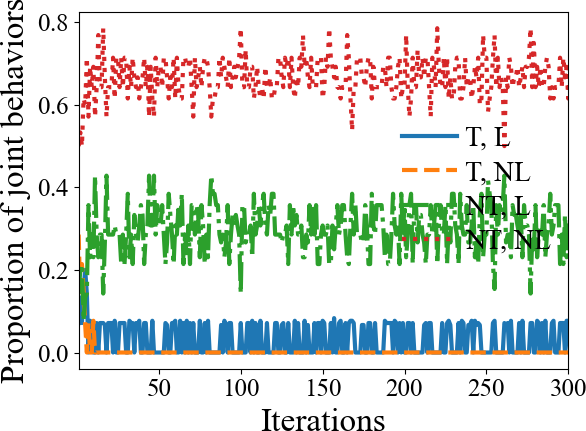 Proportion of joint behaviors
0.8
0.6
0.4
0.2
0.0
T, L
T, NL
NT, L
NT, NL
50
100
150
200
250
300
Iterations